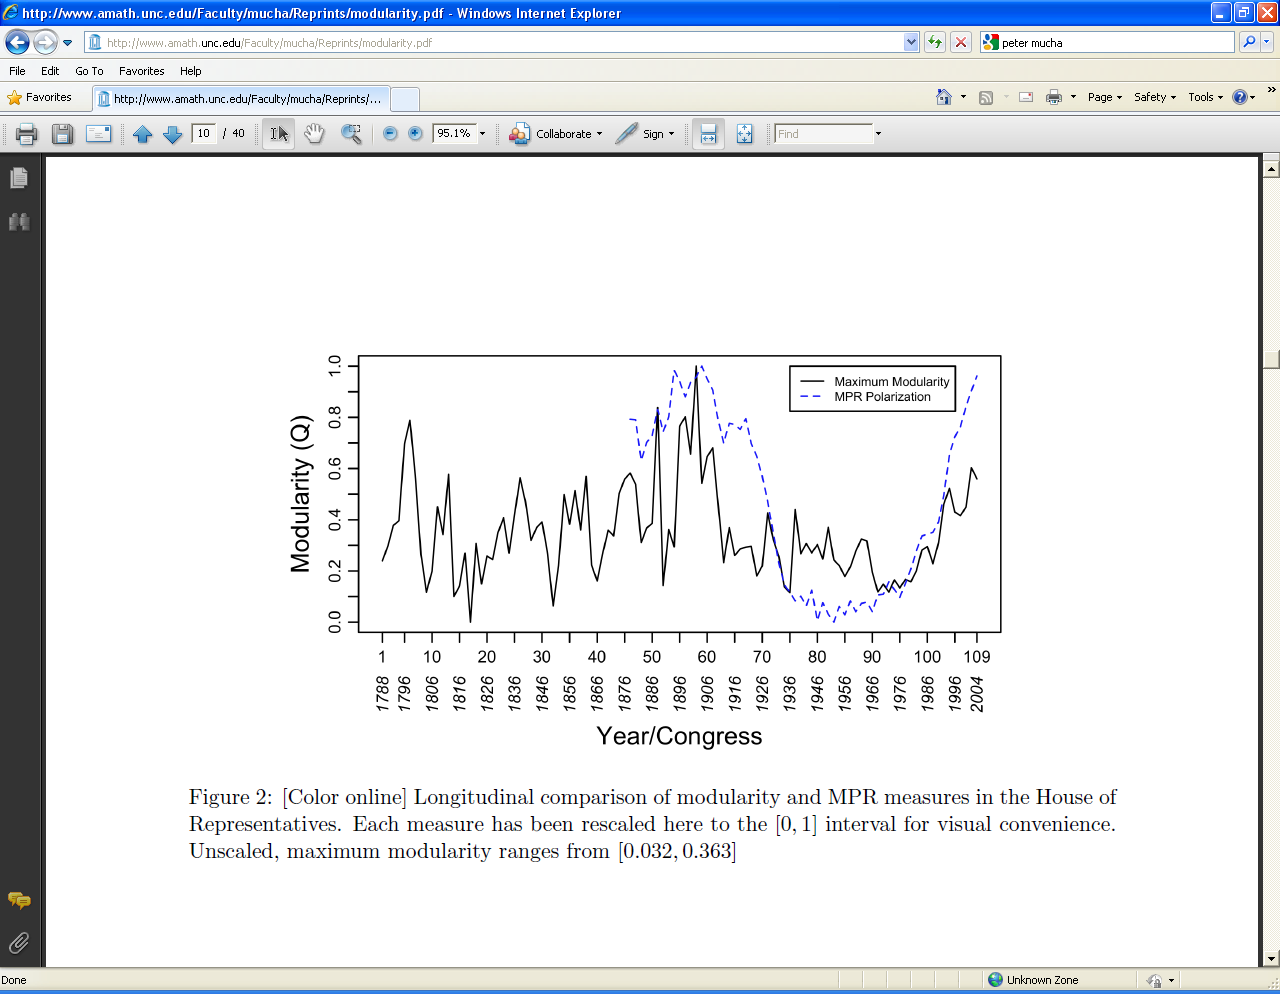 http://www.amath.unc.edu/Faculty/mucha/Reprints/modularity.pdf - Windows Internet Explorer
http://www.amath.unc.edu/Faculty/mucha/Reprints/modularity.pdf
peter mucha
File Edit Go To Favorites Help
Favorites
http://www.amath.unc.edu/Faculty/mucha/Reprints/...
Page Safety Tools
10 / 40
95.1%
Collaborate
Sign
Find
Maximum Modularity
MPR Polarization
Modularity (Q)
1.0
0.8
0.6
0.4
0.2
0.0
1 10 20 30 40 50 60 70 80 90 100 109
1788 1796 1806 1816 1826 1836 1846 1856 1866 1876 1886 1896 1906 1916 1926 1936 1946 1956 1966 1976 1986 1996 2004
Year/Congress
Figure 2: [Color online] Longitudinal comparison of modularity and MPR measures in the House of
Representatives. Each measure has been rescaled here to the [0, 1] interval for visual convenience.
Unscaled, maximum modularity ranges from [0.032, 0.363]
Done
Unknown Zone